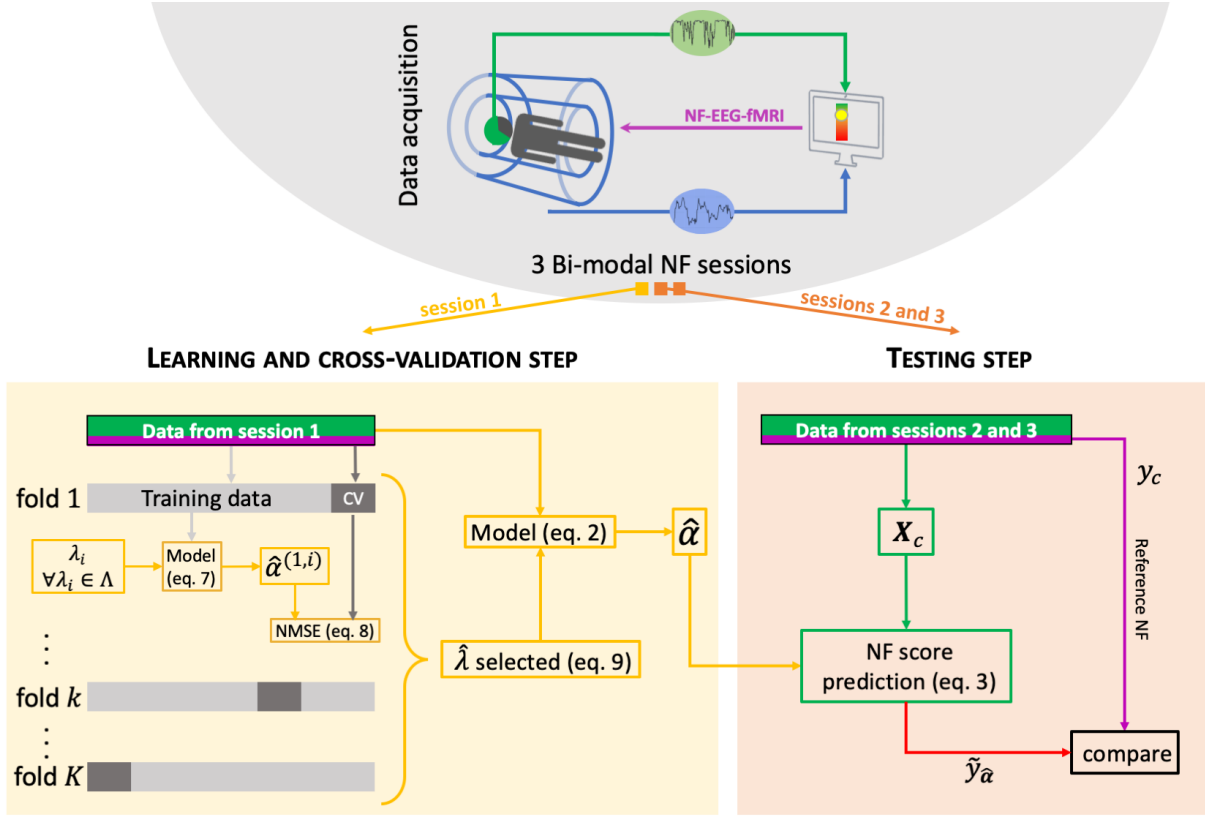 Data acquisition
NF-EEG-fMRI
3 Bi-modal NF sessions
session 1
sessions 2 and 3
LEARNING AND CROSS-VALIDATION STEP
Data from session 1
fold 1
Training data
CV
λᵢ
∀λᵢ ∈ Λ
Model
(eq. 7)
α̂⁽¹,ⁱ⁾
NMSE (eq. 8)
⋮
fold k
⋮
fold K
Model (eq. 2)
α̂
λ̂ selected (eq. 9)
TESTING STEP
Data from sessions 2 and 3
y_c
X_c
Reference NF
NF score
prediction (eq. 3)
ỹ_α̂
compare